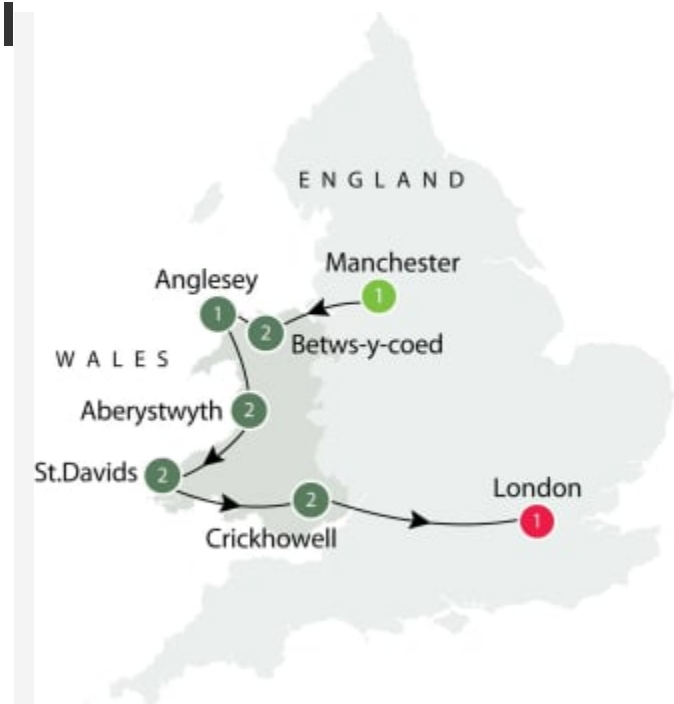 ENGLAND
Manchester
1
Anglesey
1
2
Betws-y-coed
WALES
Aberystwyth
2
St.Davids
2
2
Crickhowell
London
1